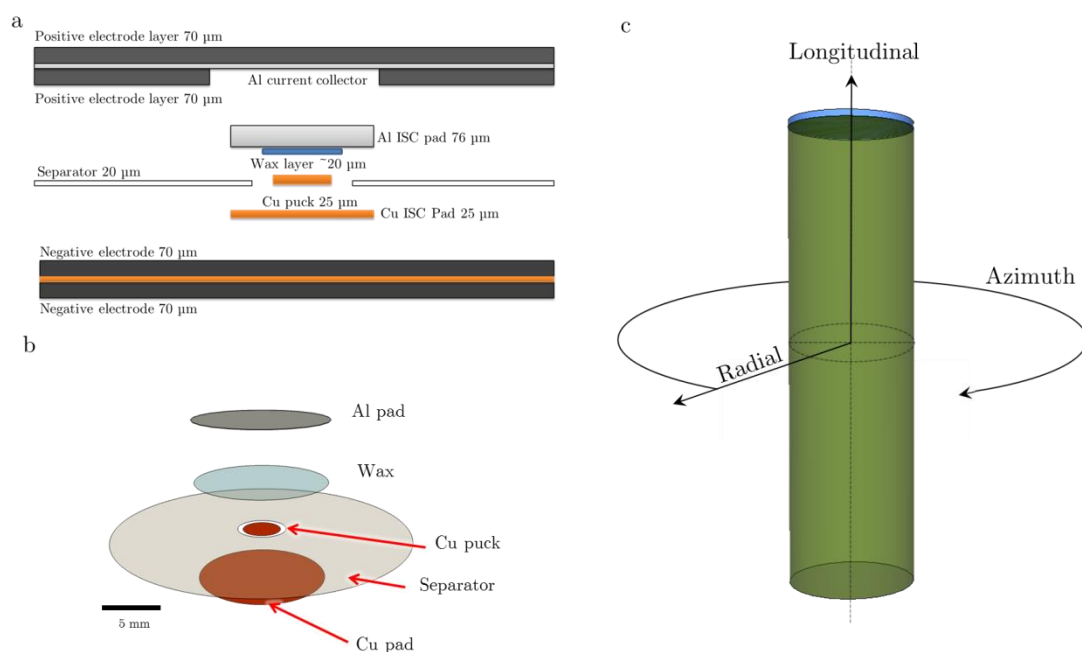 a
Positive electrode layer 70 µm
Al current collector
Positive electrode layer 70 µm
Al ISC pad 76 µm
Wax layer ~20 µm
Separator 20 µm
Cu puck 25 µm
Cu ISC Pad 25 µm
Negative electrode 70 µm
Negative electrode 70 µm
b
Al pad
Wax
Cu puck
Separator
5 mm
Cu pad
c
Longitudinal
Azimuth
Radial